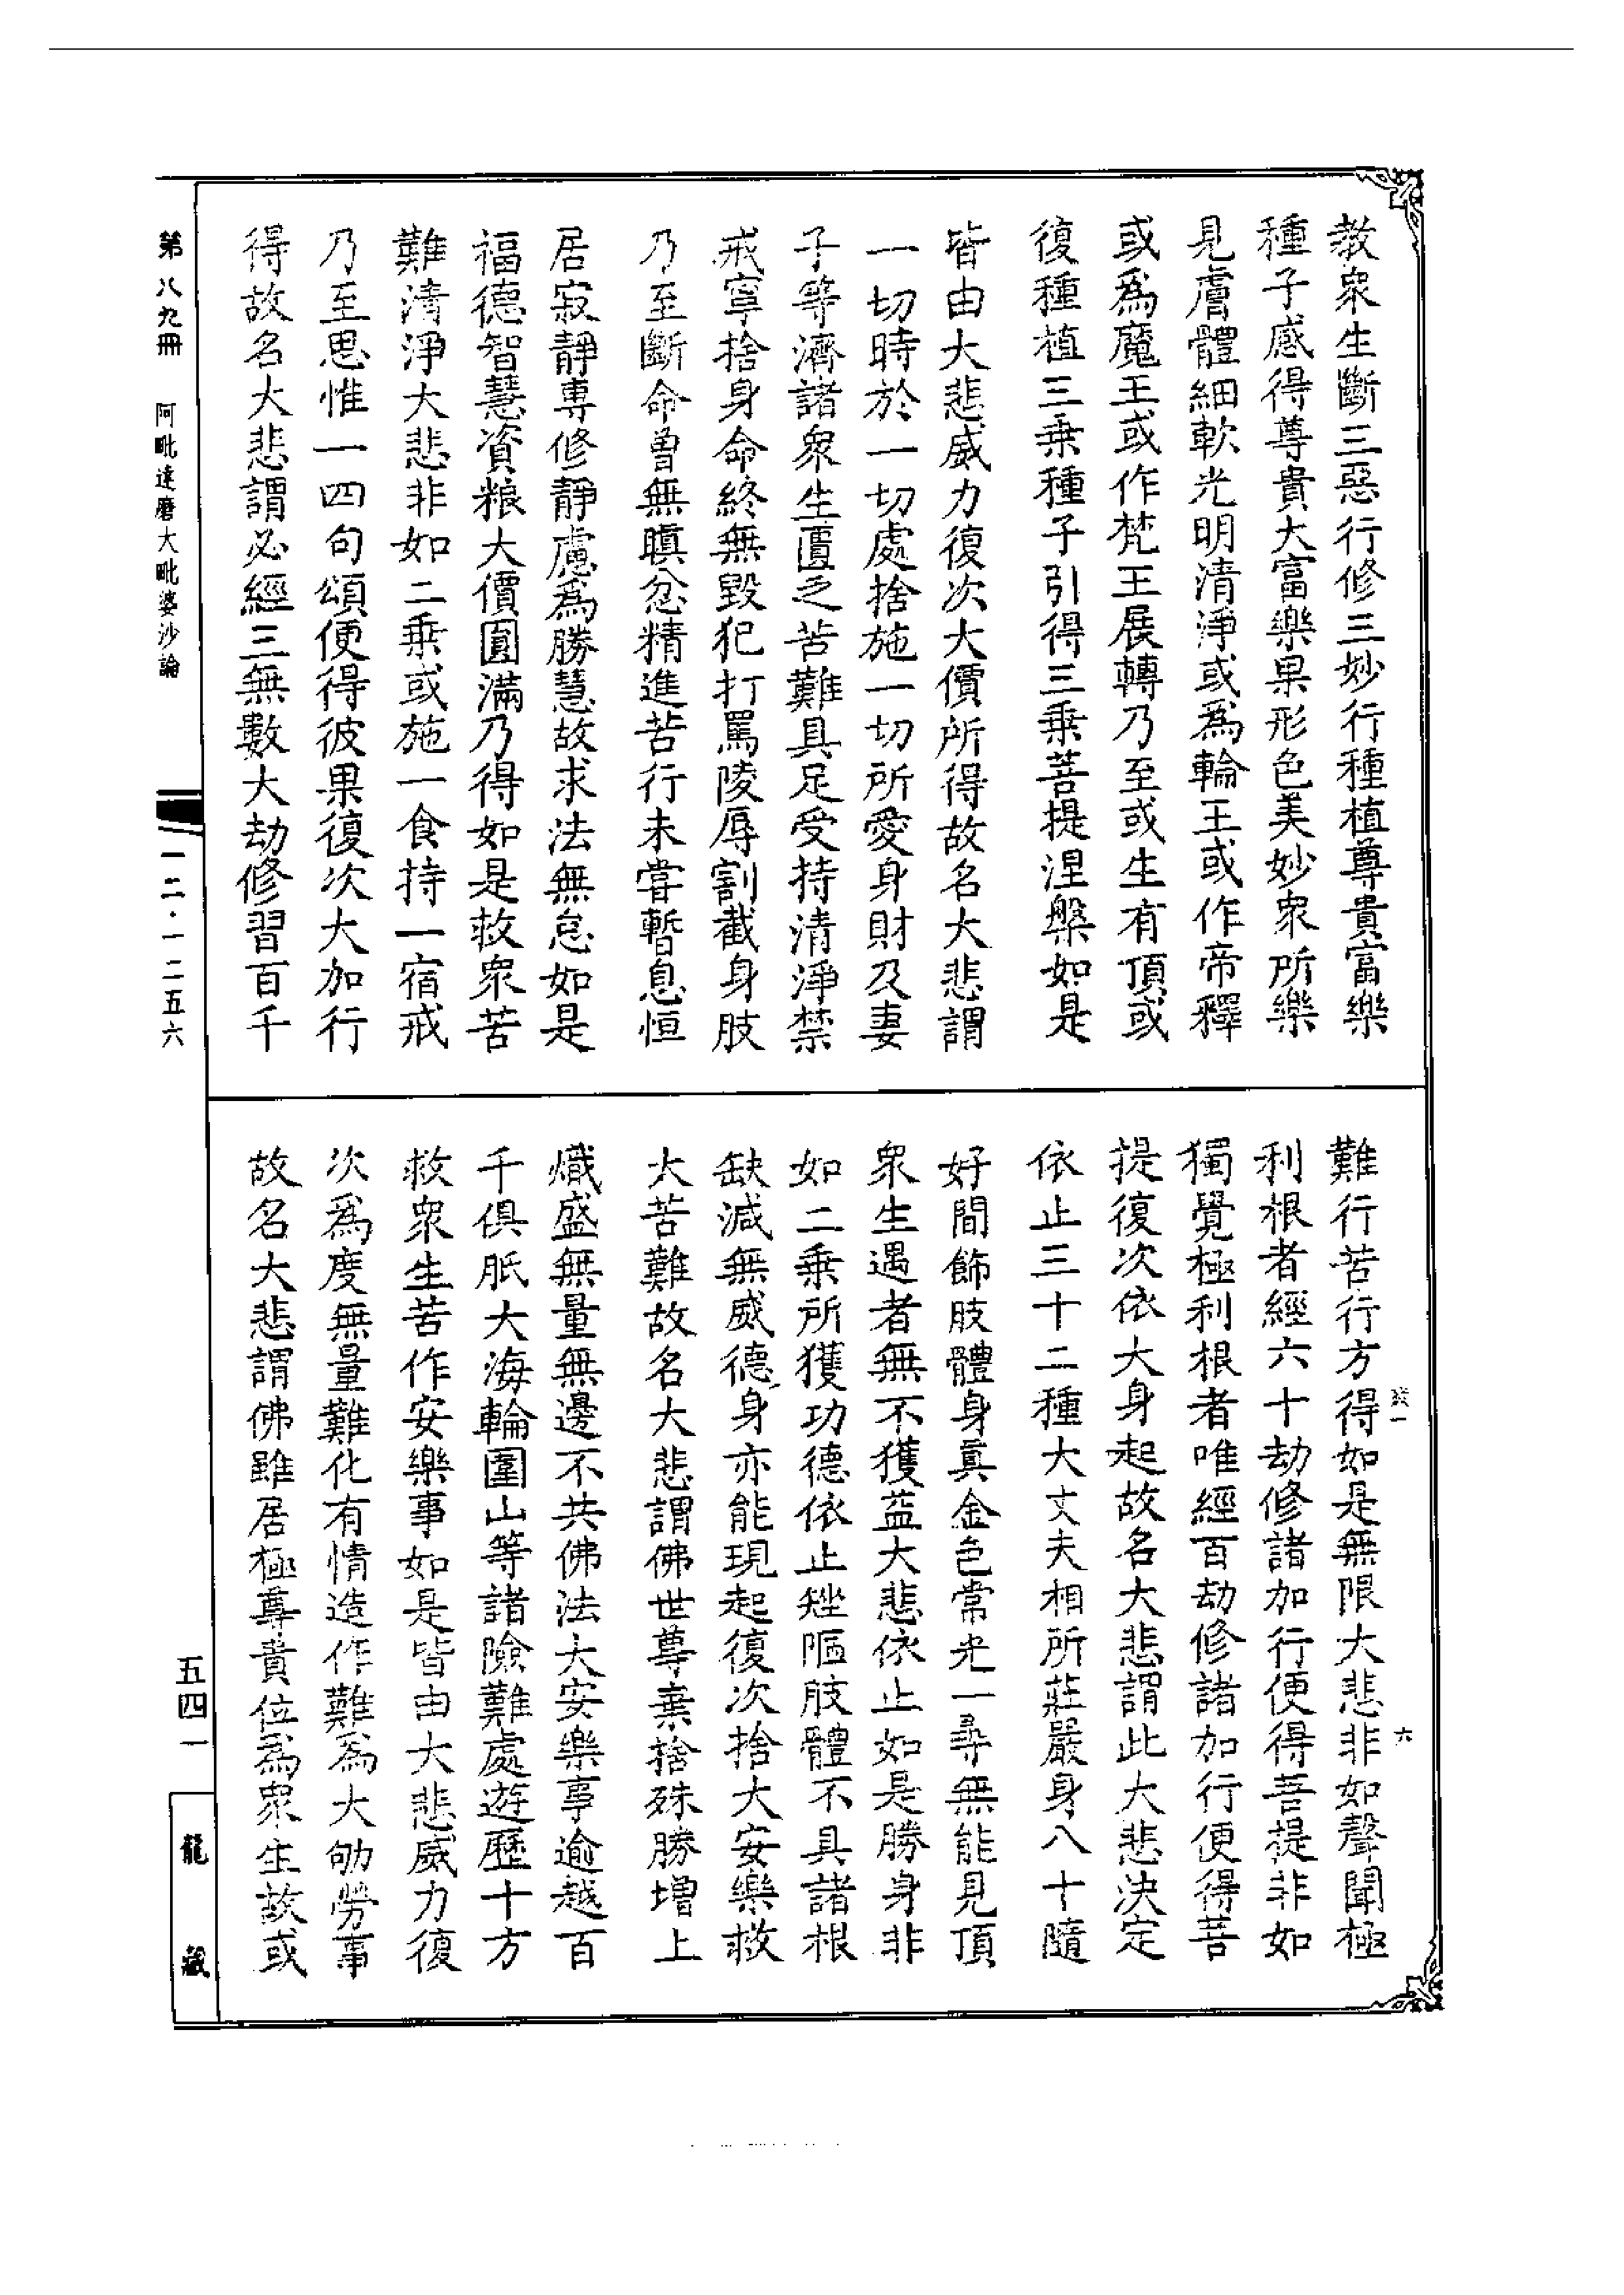 教衆生斷三惡行修三妙行種植尊貴富樂
種子感得尊貴大富樂果形色美妙衆所樂
見膚體細軟光明清淨或爲輪王或作帝釋
或爲魔王或作梵王展轉乃至或生有頂或
復種植三乘種子引得三乘菩提涅槃如是
皆由大悲威力復次大價所得故名大悲謂
一切時於一切處捨施一切所愛身財及妻
子等濟諸衆生匱乏苦難具足受持清淨禁
戒寧捨身命終無毀犯打罵陵辱割截身肢
乃至斷命曾無瞋忿精進苦行未嘗暫息恒
居寂靜專修靜慮爲勝慧故求法無怠如是
福德智慧資粮大價圓滿乃得如是救衆苦
難清淨大悲非如二乘或施一食持一宿戒
乃至思惟一四句頌便得彼果復次大加行
得故名大悲謂必經三無數大劫修習百千
難行苦行方得如是無限大悲非如聲聞極
利根者經六十劫修諸加行便得菩提非如
獨覺極利根者唯經百劫修諸加行便得菩
提復次依大身起故名大悲謂此大悲決定
依止三十二種大丈夫相所莊嚴身八十隨
好間飾肢體身真金色常光一尋無能見頂
衆生遇者無不獲益大悲依止如是勝身非
如二乘所獲功德依止矬陋肢體不具諸根
缺減無威德身亦能現起復次捨大安樂救
大苦難故名大悲謂佛世尊棄捨殊勝增上
熾盛無量無邊不共佛法大安樂事逾越百
千俱胝大海輪圍山等諸險難處遊歷十方
救衆生苦作安樂事如是皆由大悲威力復
次爲度無量難化有情造作難爲大劬勞事
故名大悲謂佛雖居極尊貴位爲衆生故或
六
第八九冊 阿毗達磨大毗婆沙論
一二·一二五六
五四一
龍藏